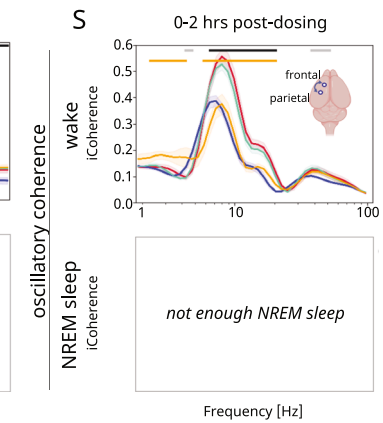 S
0-2 hrs post-dosing
oscillatory coherence
wake
iCoherence
0.6
0.5
0.4
0.3
0.2
0.1
0.0
frontal
parietal
1
10
100
NREM sleep
iCoherence
not enough NREM sleep
Frequency [Hz]